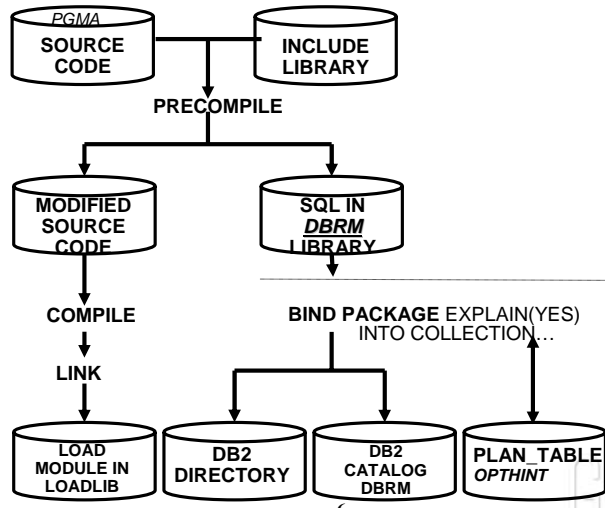 PGMA
SOURCE
CODE
INCLUDE
LIBRARY
PRECOMPILE
MODIFIED
SOURCE
CODE
SQL IN
DBRM
LIBRARY
COMPILE
BIND PACKAGE EXPLAIN(YES)
INTO COLLECTION…
LINK
LOAD
MODULE IN
LOADLIB
DB2
DIRECTORY
DB2
CATALOG
DBRM
PLAN_TABLE
OPTHINT